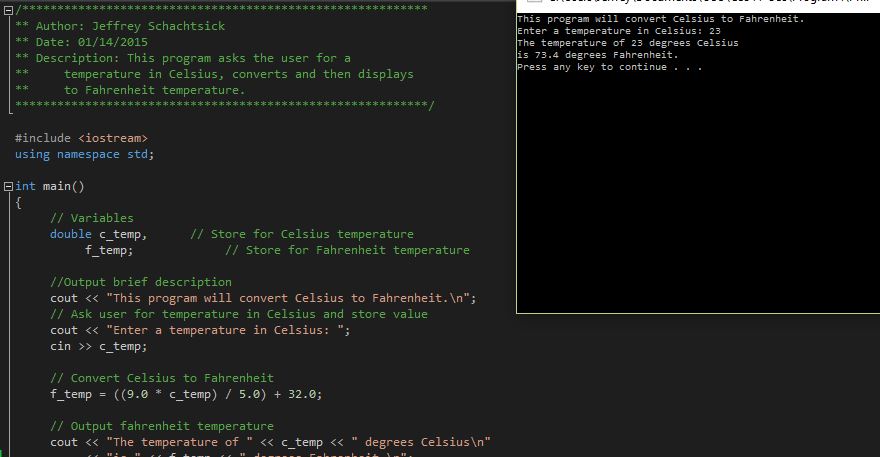 /**********************************************************
** Author: Jeffrey Schachtsick
** Date: 01/14/2015
** Description: This program asks the user for a
**     temperature in Celsius, converts and then displays
**     to Fahrenheit temperature.
***********************************************************/
#include <iostream>
using namespace std;
int main()
{
// Variables
double c_temp,      // Store for Celsius temperature
f_temp;             // Store for Fahrenheit temperature
//Output brief description
cout << "This program will convert Celsius to Fahrenheit.\n";
// Ask user for temperature in Celsius and store value
cout << "Enter a temperature in Celsius: ";
cin >> c_temp;
// Convert Celsius to Fahrenheit
f_temp = ((9.0 * c_temp) / 5.0) + 32.0;
// Output fahrenheit temperature
cout << "The temperature of " << c_temp << " degrees Celsius\n"
<< "is " << f_temp << " degrees Fahrenheit.\n";
This program will convert Celsius to Fahrenheit.
Enter a temperature in Celsius: 23
The temperature of 23 degrees Celsius
is 73.4 degrees Fahrenheit.
Press any key to continue . . .